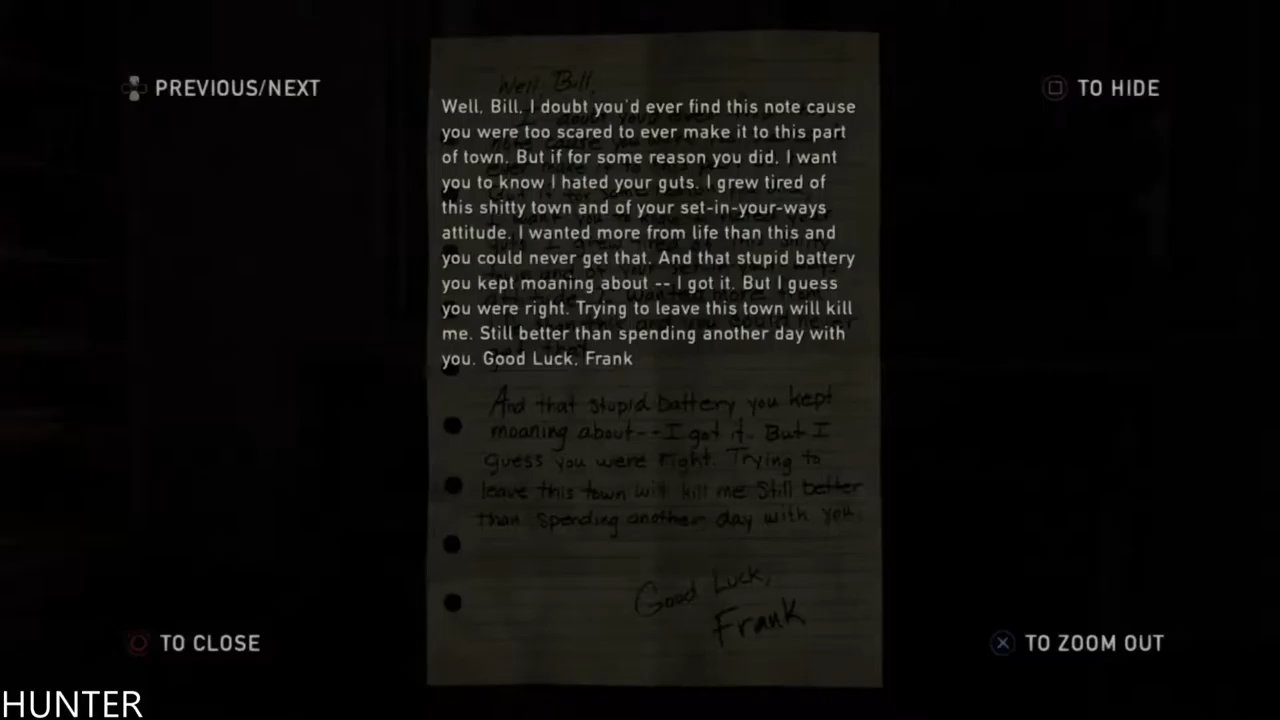 PREVIOUS/NEXT
TO HIDE
Well, Bill,
Well, Bill, I doubt you'd ever find this note cause
you were too scared to ever make it to this part
of town. But if for some reason you did, I want
you to know I hated your guts. I grew tired of
this shitty town and of your set-in-your-ways
attitude. I wanted more from life than this and
you could never get that. And that stupid battery
you kept moaning about -- I got it. But I guess
you were right. Trying to leave this town will kill
me. Still better than spending another day with
you. Good Luck, Frank
And that stupid battery you kept
moaning about--I got it. But I
guess you were right. Trying to
leave this town will kill me Still better
than spending another day with you.
Good Luck,
Frank
TO CLOSE
TO ZOOM OUT
HUNTER